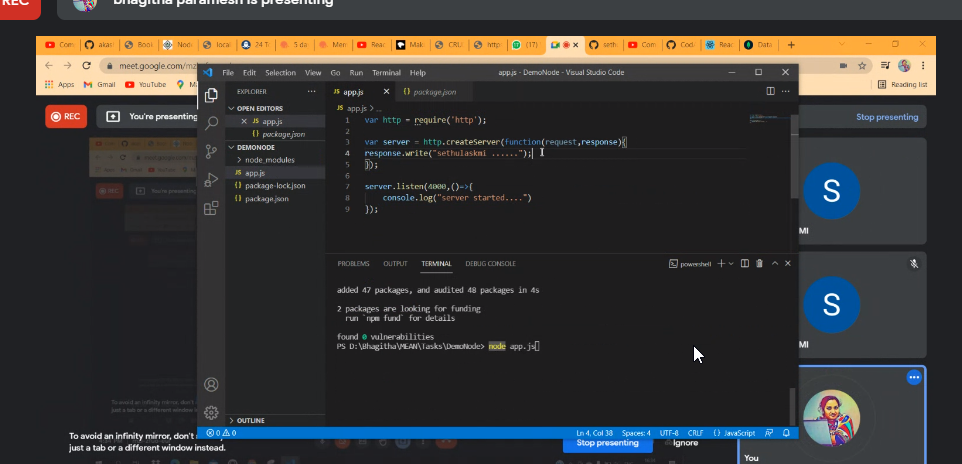 REC
bhagitha paramesh is presenting
Com
akas
Bool
Node
local
24 T
5 da
Men
Reac
Mak
CRU
http
(17)
seth
Com
Cod
Reac
Data
meet.google.com/mz
Apps
Gmail
YouTube
M
Reading list
REC
You're presenting
Stop presenting
File Edit Selection View Go Run Terminal Help
app.js - DemoNode - Visual Studio Code
EXPLORER
OPEN EDITORS
JS app.js
{} package.json
DEMONODE
node_modules
JS app.js
{} package-lock.json
{} package.json
OUTLINE
JS app.js
{} package.json
JS app.js > ...
1 var http = require('http');
2
3 var server = http.createServer(function(request,response){
4 response.write("sethulaskmi ......");
5 });
6
7 server.listen(4000,()=>{
8 console.log("server started....")
9 });
PROBLEMS OUTPUT TERMINAL DEBUG CONSOLE
powershell
added 47 packages, and audited 48 packages in 4s
2 packages are looking for funding
run `npm fund` for details
found 0 vulnerabilities
PS D:\Bhagitha\MEAN\Tasks\DemoNode> node app.js
0 0
Ln 4, Col 38 Spaces: 4 UTF-8 CRLF {} JavaScript
S
MI
S
MI
You
To avoid an infinity mirror, don't
just a tab or a different window instead.
Stop presenting
Ignore